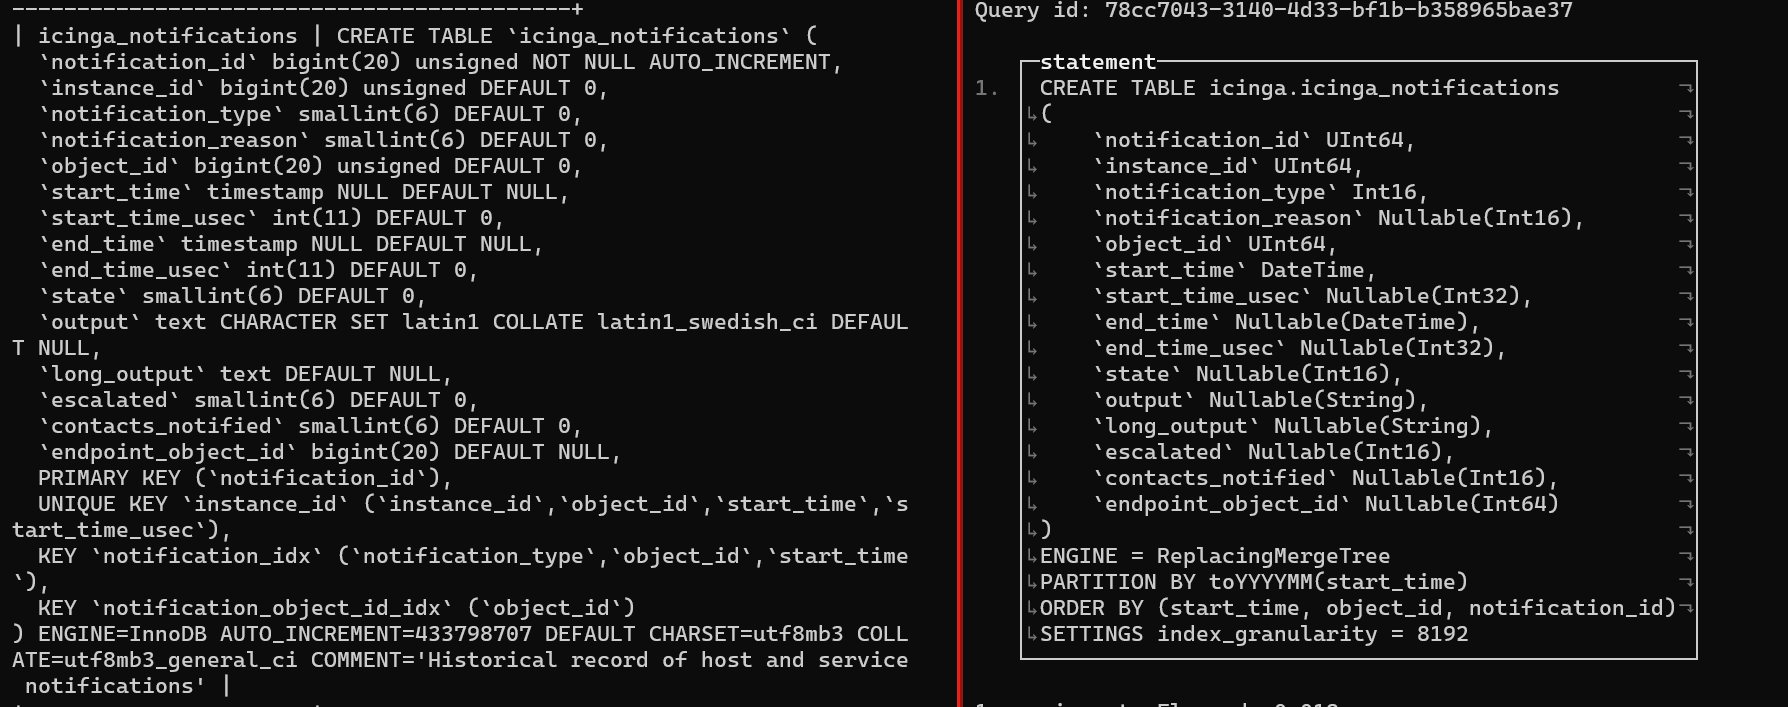 -------------------------------------------+
| icinga_notifications | CREATE TABLE `icinga_notifications` (
`notification_id` bigint(20) unsigned NOT NULL AUTO_INCREMENT,
`instance_id` bigint(20) unsigned DEFAULT 0,
`notification_type` smallint(6) DEFAULT 0,
`notification_reason` smallint(6) DEFAULT 0,
`object_id` bigint(20) unsigned DEFAULT 0,
`start_time` timestamp NULL DEFAULT NULL,
`start_time_usec` int(11) DEFAULT 0,
`end_time` timestamp NULL DEFAULT NULL,
`end_time_usec` int(11) DEFAULT 0,
`state` smallint(6) DEFAULT 0,
`output` text CHARACTER SET latin1 COLLATE latin1_swedish_ci DEFAUL
T NULL,
`long_output` text DEFAULT NULL,
`escalated` smallint(6) DEFAULT 0,
`contacts_notified` smallint(6) DEFAULT 0,
`endpoint_object_id` bigint(20) DEFAULT NULL,
PRIMARY KEY (`notification_id`),
UNIQUE KEY `instance_id` (`instance_id`,`object_id`,`start_time`,`s
tart_time_usec`),
KEY `notification_idx` (`notification_type`,`object_id`,`start_time
`),
KEY `notification_object_id_idx` (`object_id`)
) ENGINE=InnoDB AUTO_INCREMENT=433798707 DEFAULT CHARSET=utf8mb3 COLL
ATE=utf8mb3_general_ci COMMENT='Historical record of host and service
notifications' |
Query id: 78cc7043-3140-4d33-bf1b-b358965bae37
statement
1. CREATE TABLE icinga.icinga_notifications
(
`notification_id` UInt64,
`instance_id` UInt64,
`notification_type` Int16,
`notification_reason` Nullable(Int16),
`object_id` UInt64,
`start_time` DateTime,
`start_time_usec` Nullable(Int32),
`end_time` Nullable(DateTime),
`end_time_usec` Nullable(Int32),
`state` Nullable(Int16),
`output` Nullable(String),
`long_output` Nullable(String),
`escalated` Nullable(Int16),
`contacts_notified` Nullable(Int16),
`endpoint_object_id` Nullable(Int64)
)
ENGINE = ReplacingMergeTree
PARTITION BY toYYYYMM(start_time)
ORDER BY (start_time, object_id, notification_id)
SETTINGS index_granularity = 8192